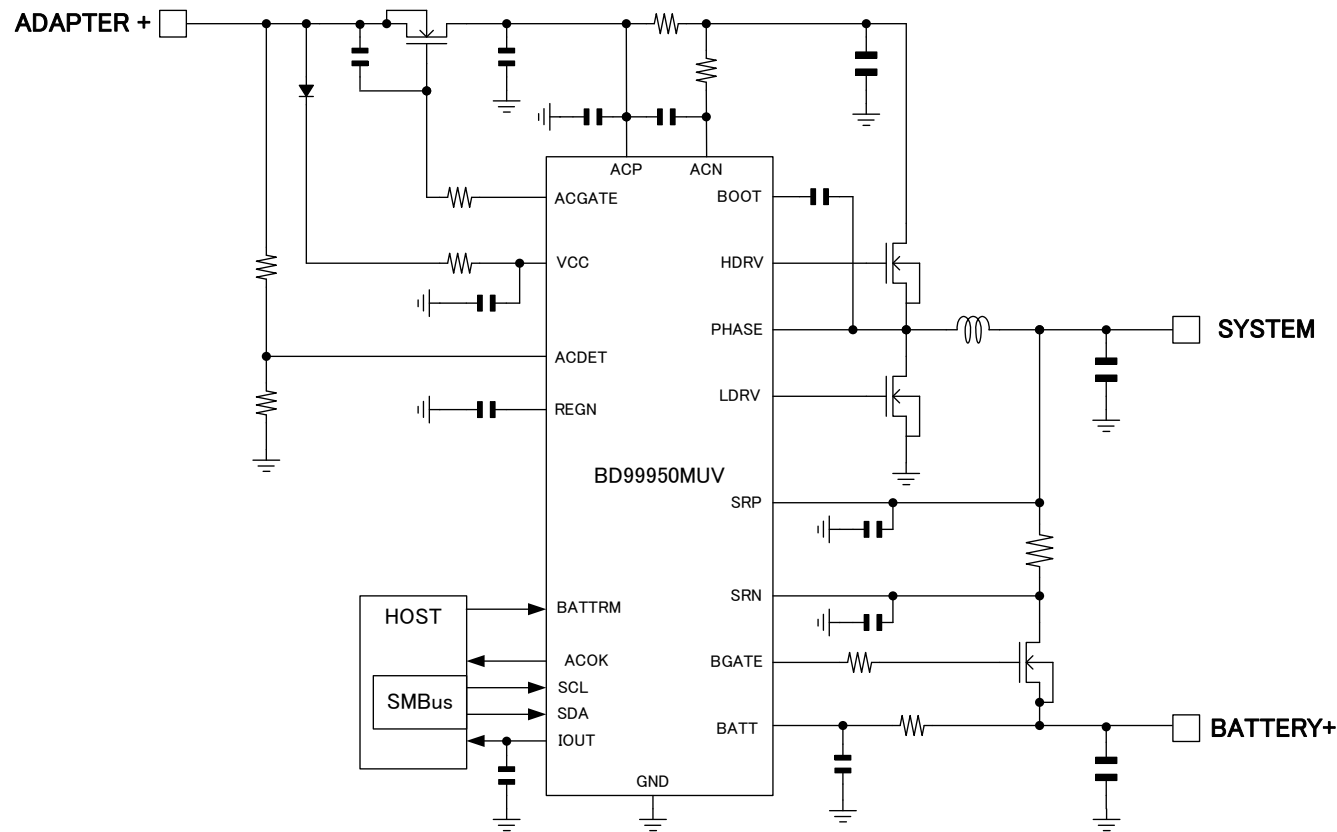 ADAPTER +
ACP
ACN
ACGATE
BOOT
VCC
HDRV
PHASE
SYSTEM
ACDET
LDRV
REGN
BD99950MUV
SRP
SRN
BATTRM
HOST
ACOK
BGATE
SCL
SMBus
SDA
BATT
BATTERY+
IOUT
GND